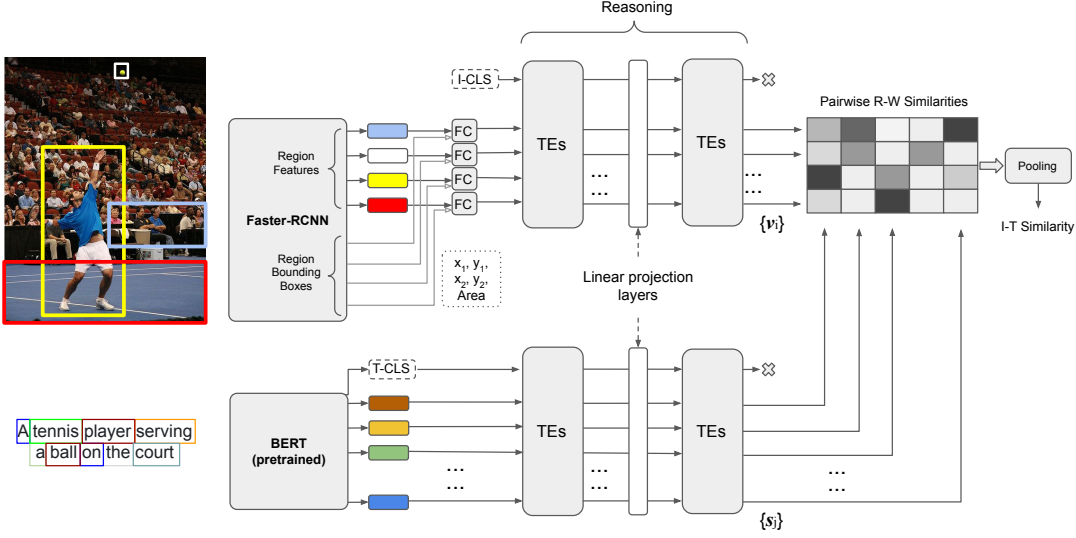 Reasoning
I-CLS
TEs
TEs
Pairwise R-W Similarities
Region
Features
FC
FC
FC
FC
Faster-RCNN
Region
Bounding
Boxes
x1, y1,
x2, y2,
Area
... ...
... ...
{vi}
Pooling
I-T Similarity
Linear projection
layers
T-CLS
BERT
(pretrained)
TEs
TEs
... ... ... ...
... ... ... ...
{sj}
A tennis player serving
a ball on the court